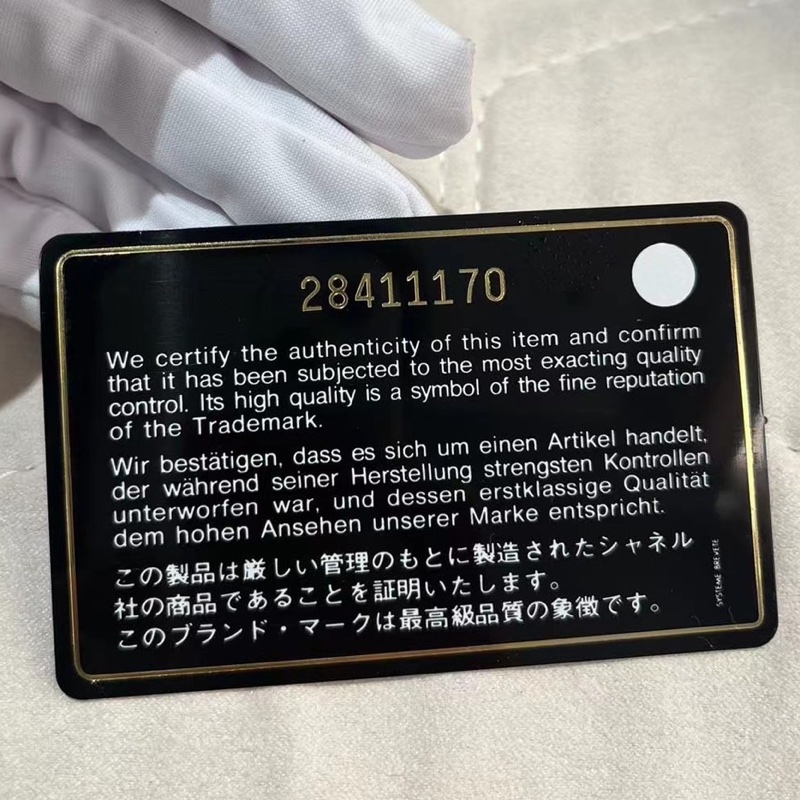 28411170
We certify the authenticity of this item and confirm
that it has been subjected to the most exacting quality
control. Its high quality is a symbol of the fine reputation
of the Trademark.
Wir bestätigen, dass es sich um einen Artikel handelt,
der während seiner Herstellung strengsten Kontrollen
unterworfen war, und dessen erstklassige Qualität
dem hohen Ansehen unserer Marke entspricht.
この製品は厳しい管理のもとに製造されたシャネル
社の商品であることを証明いたします。
このブランド・マークは最高級品質の象徴です。
SYSTEME BREVETE